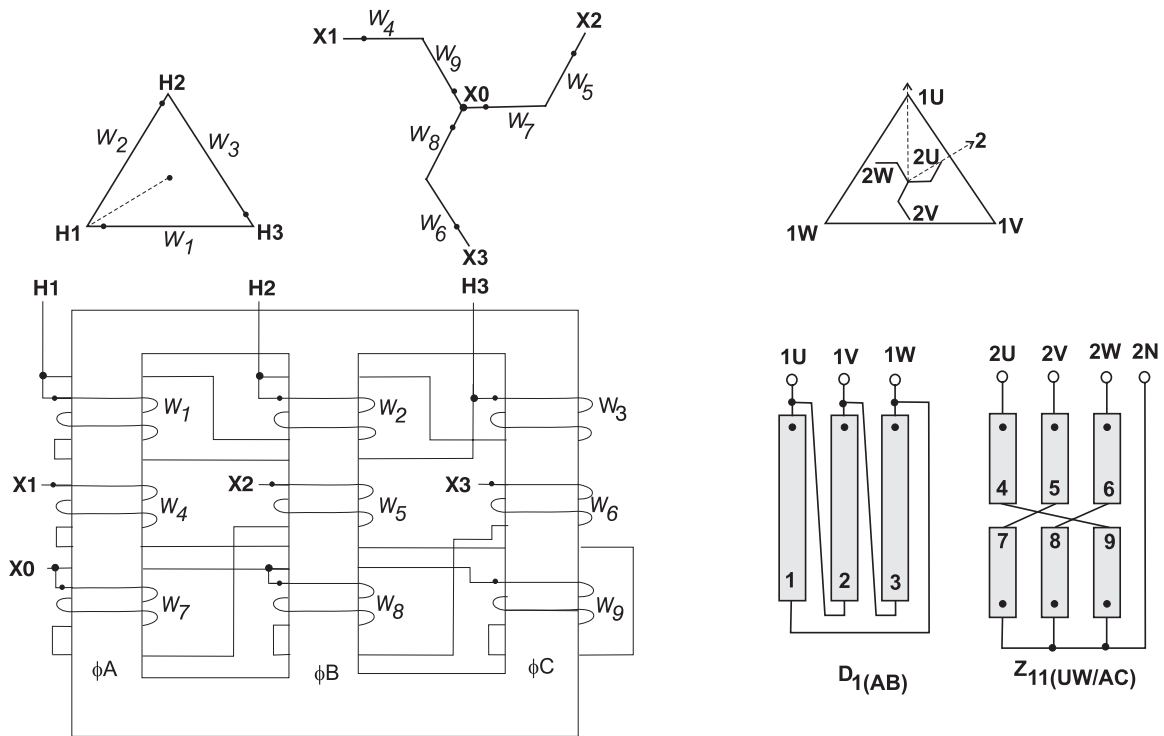 H2
W2
W3
H1
W1
H3
X1
W4
W9
X2
X0
W5
W7
W8
W6
X3
1U
2
2U
2W
2V
1W
1V
H1
H2
H3
W1
W2
W3
X1
X2
X3
W4
W5
W6
X0
W7
W8
W9
ϕA
ϕB
ϕC
1U 1V 1W
1 2 3
D1(AB)
2U 2V 2W 2N
4 5 6
7 8 9
Z11(UW/AC)